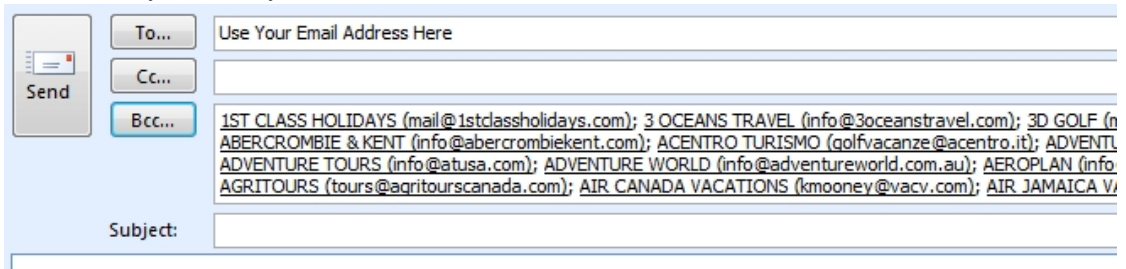 To... Use Your Email Address Here
Send
Cc...
Bcc... 1ST CLASS HOLIDAYS (mail@1stclassholidays.com); 3 OCEANS TRAVEL (info@3oceanstravel.com); 3D GOLF
ABERCROMBIE & KENT (info@abercrombiekent.com); ACENTRO TURISMO (golfvacanze@acentro.it);
ADVENTURE TOURS (info@atusa.com); ADVENTURE WORLD (info@adventureworld.com.au); AEROPLAN (info
AGRITOURS (tours@agritourscanada.com); AIR CANADA VACATIONS (kmooney@vacv.com); AIR JAMAICA
Subject: